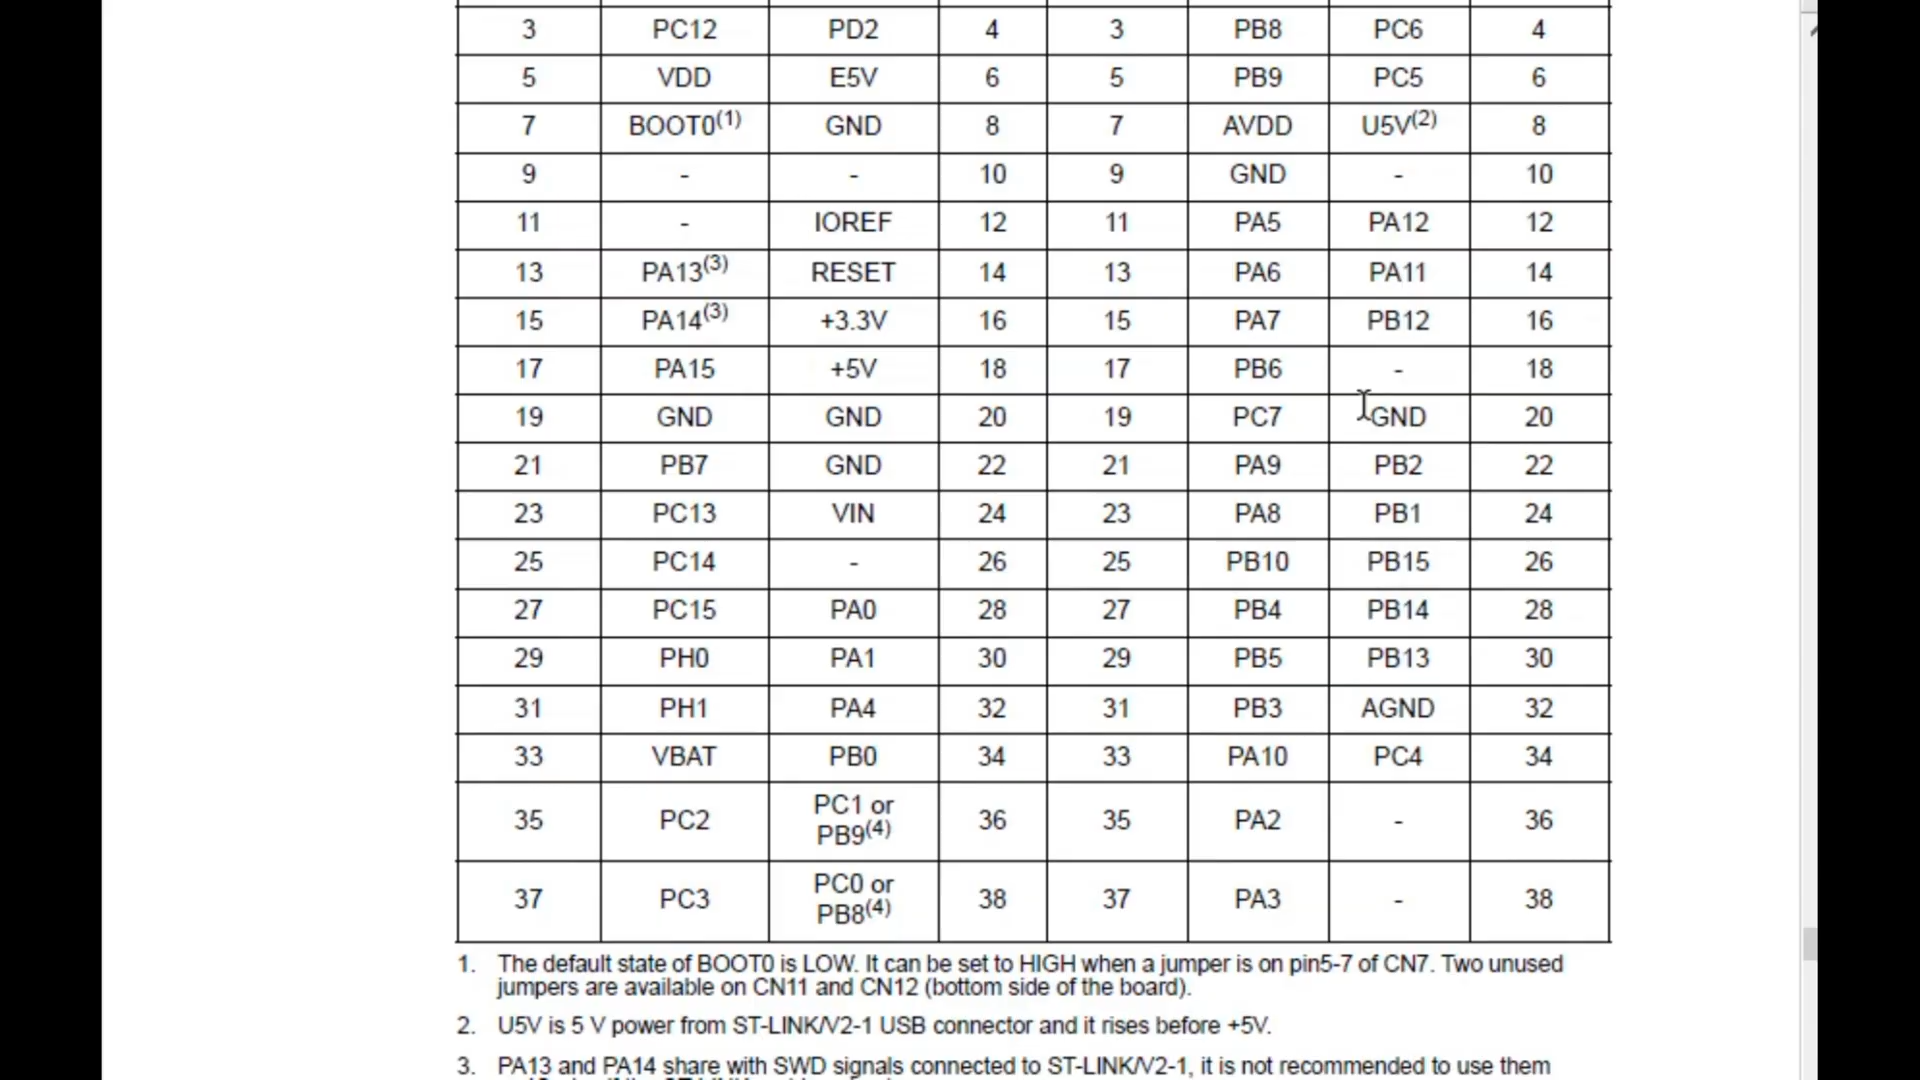 3 PC12 PD2 4 3 PB8 PC6 4
5 VDD E5V 6 5 PB9 PC5 6
7 BOOT0(1) GND 8 7 AVDD U5V(2) 8
9 - - 10 9 GND - 10
11 - IOREF 12 11 PA5 PA12 12
13 PA13(3) RESET 14 13 PA6 PA11 14
15 PA14(3) +3.3V 16 15 PA7 PB12 16
17 PA15 +5V 18 17 PB6 - 18
19 GND GND 20 19 PC7 GND 20
21 PB7 GND 22 21 PA9 PB2 22
23 PC13 VIN 24 23 PA8 PB1 24
25 PC14 - 26 25 PB10 PB15 26
27 PC15 PA0 28 27 PB4 PB14 28
29 PH0 PA1 30 29 PB5 PB13 30
31 PH1 PA4 32 31 PB3 AGND 32
33 VBAT PB0 34 33 PA10 PC4 34
35 PC2 PC1 or PB9(4) 36 35 PA2 - 36
37 PC3 PC0 or PB8(4) 38 37 PA3 - 38
1. The default state of BOOT0 is LOW. It can be set to HIGH when a jumper is on pin5-7 of CN7. Two unused
jumpers are available on CN11 and CN12 (bottom side of the board).
2. U5V is 5 V power from ST-LINK/V2-1 USB connector and it rises before +5V.
3. PA13 and PA14 share with SWD signals connected to ST-LINK/V2-1, it is not recommended to use them